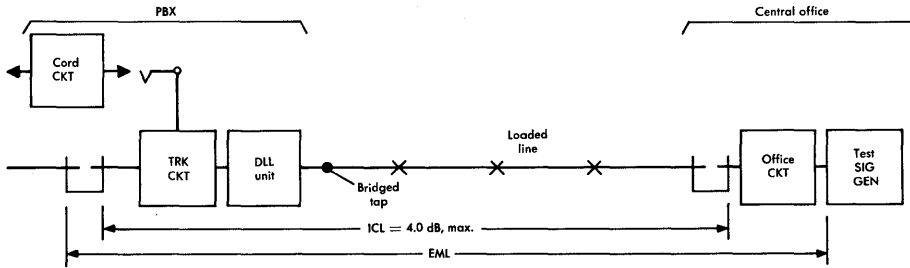 PBX
Central office
Cord
CKT
TRK
CKT
DLL
unit
Bridged
tap
Loaded
line
Office
CKT
Test
SIG
GEN
ICL = 4.0 dB, max.
EML